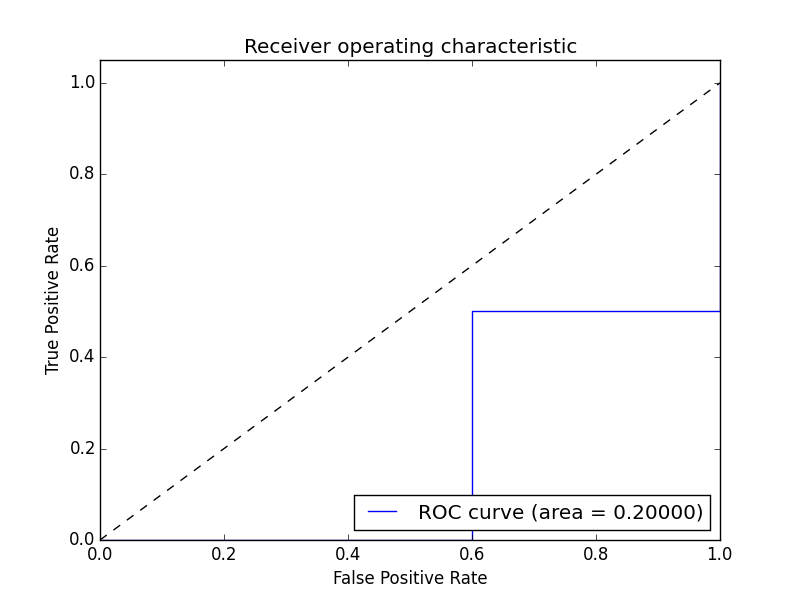 Receiver operating characteristic
1.0
0.8
0.6
0.4
0.2
0.0
True Positive Rate
ROC curve (area = 0.20000)
0.0 0.2 0.4 0.6 0.8 1.0
False Positive Rate